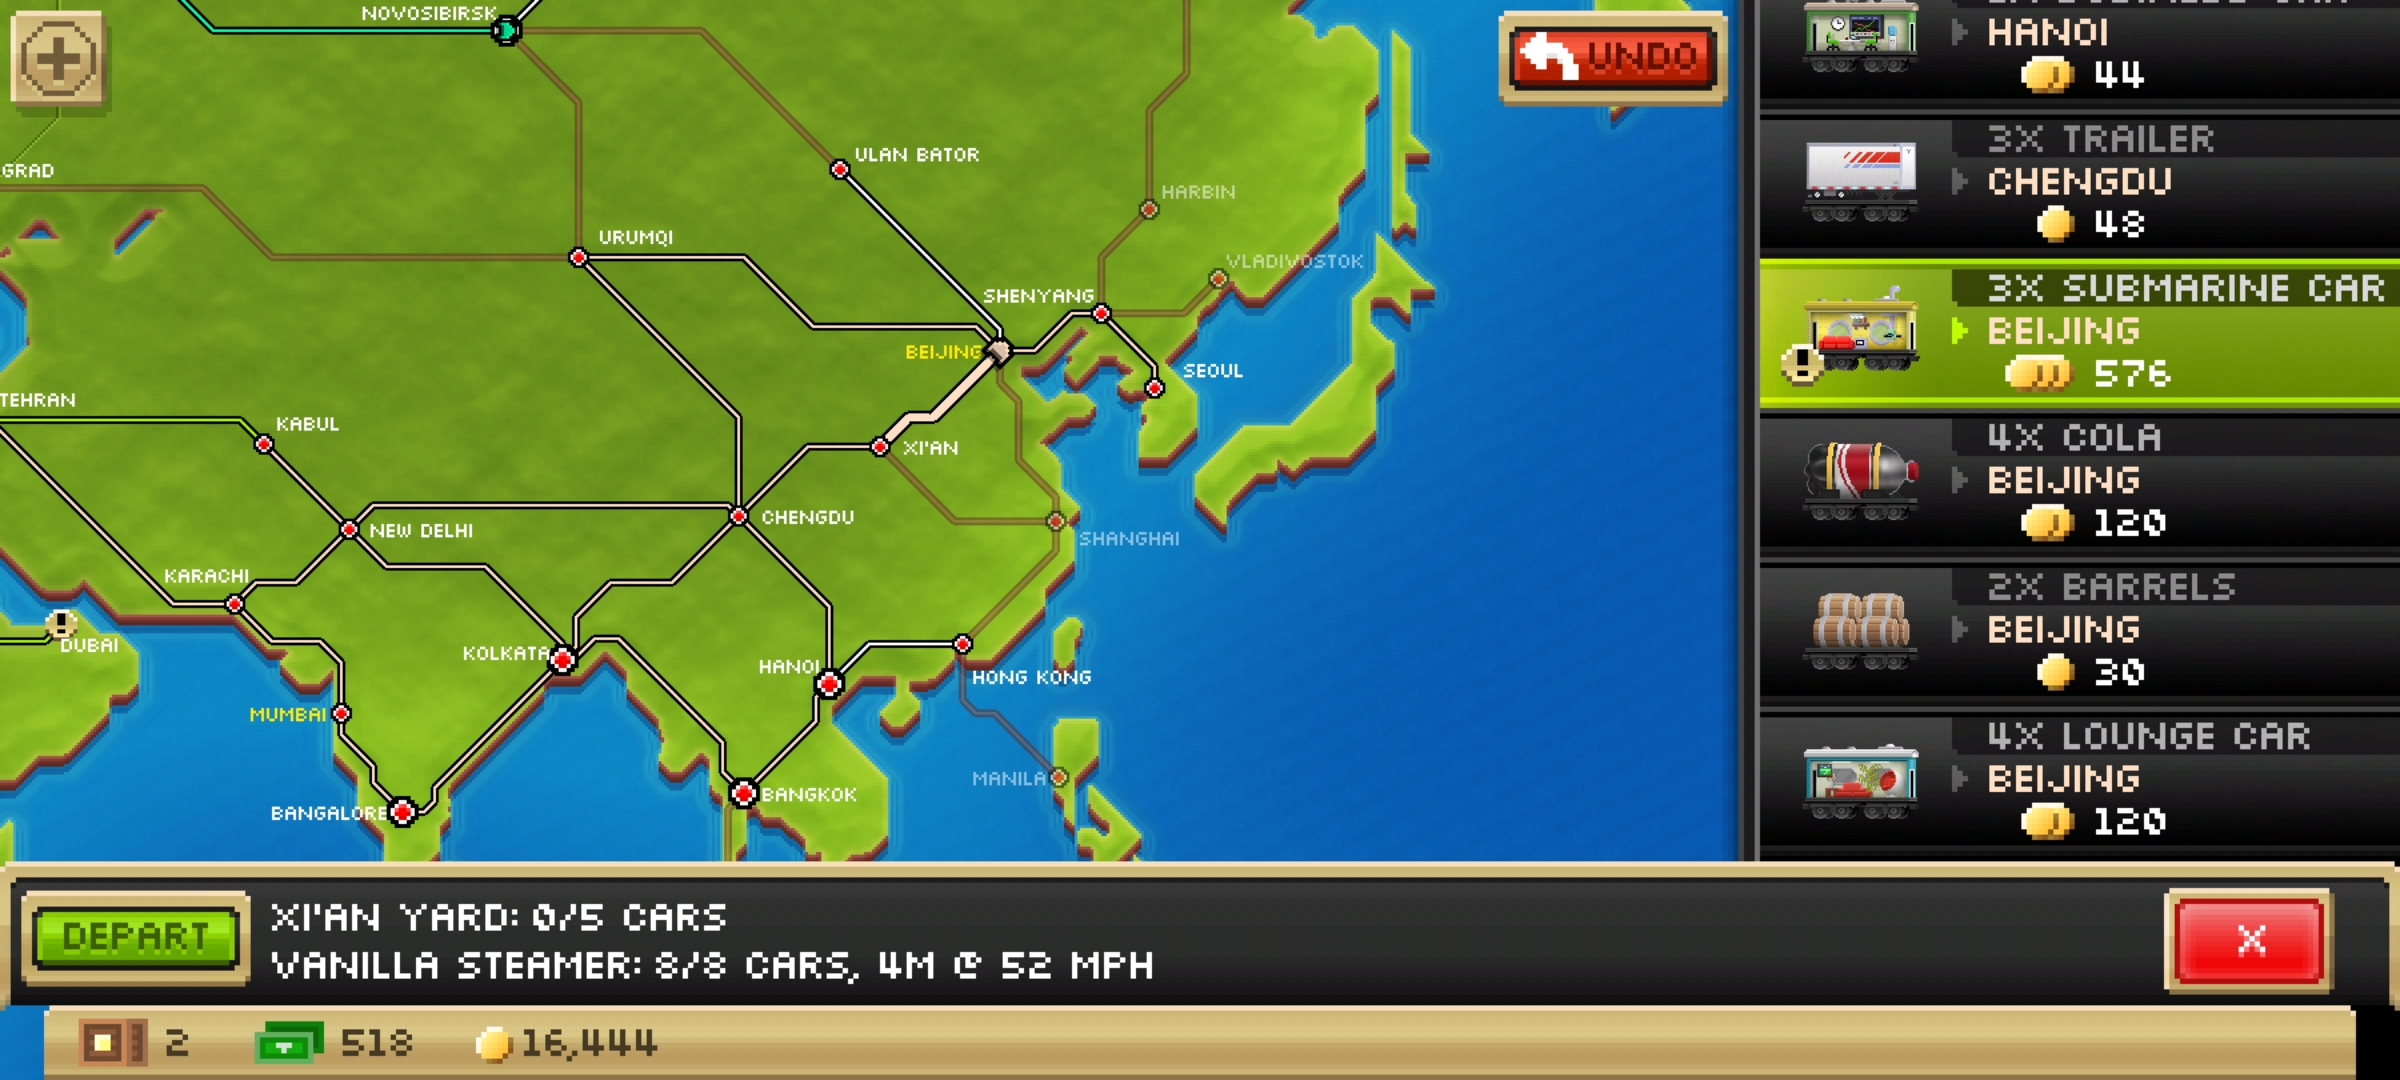 NOVOSIBIRSK
UNDO
ULAN BATOR
GRAD
HARBIN
URUMQI
VLADIVOSTOK
SHENYANG
BEIJING
SEOUL
TEHRAN
KABUL
XI'AN
CHENGDU
NEW DELHI
SHANGHAI
KARACHI
DUBAI
KOLKATA
HANOI
HONG KONG
MUMBAI
MANILA
BANGKOK
BANGALORE
HANOI
44
3X TRAILER
CHENGDU
48
3X SUBMARINE CAR
BEIJING
576
4X COLA
BEIJING
120
2X BARRELS
BEIJING
30
4X LOUNGE CAR
BEIJING
120
DEPART
XI'AN YARD: 0/5 CARS
VANILLA STEAMER: 8/8 CARS, 4M @ 52 MPH
X
2
518
16,444